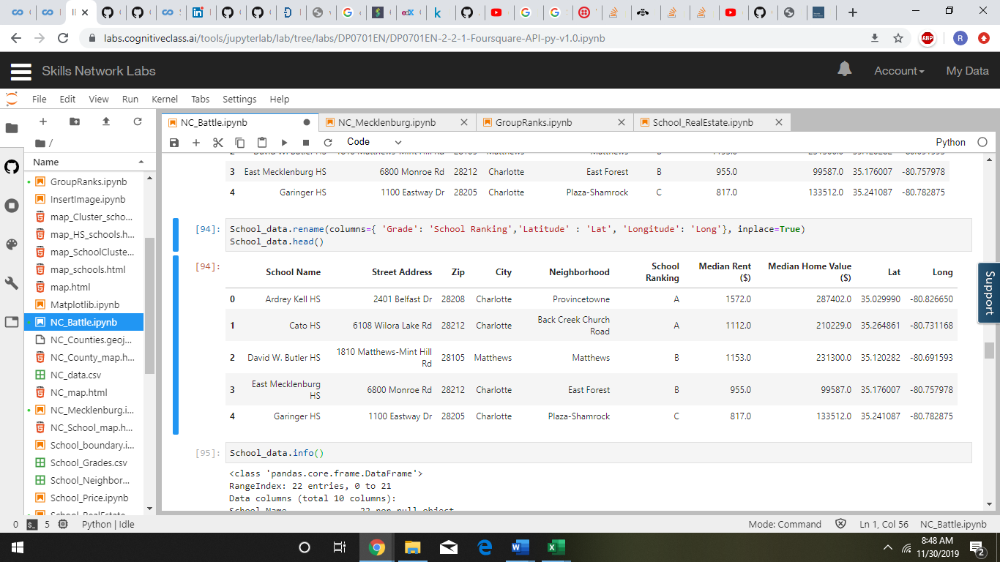 labs.cognitiveclass.ai/tools/jupyterlab/lab/tree/labs/DP0701EN/DP0701EN-2-2-1-Foursquare-API-py-v1.0.ipynb
ABP
R
Skills Network Labs
Account
My Data
File Edit View Run Kernel Tabs Settings Help
NC_Battle.ipynb
NC_Mecklenburg.ipynb
GroupRanks.ipynb
School_RealEstate.ipynb
Code
Python
/
Name
GroupRanks.ipynb
InsertImage.ipynb
map_Cluster_scho...
map_HS_schools.h...
map_SchoolCluste...
map_schools.html
map.html
Matplotlib.ipynb
NC_Battle.ipynb
NC_Counties.geoj...
NC_County_map.h...
NC_data.csv
NC_map.html
NC_Mecklenburg.i...
NC_School_map.h...
School_boundary.i...
School_Grades.csv
School_Neighbor...
School_Price.ipynb
3 East Mecklenburg HS 6800 Monroe Rd 28212 Charlotte East Forest B 955.0 99587.0 35.176007 -80.757978
4 Garinger HS 1100 Eastway Dr 28205 Charlotte Plaza-Shamrock C 817.0 133512.0 35.241087 -80.782875
[94]: School_data.rename(columns={ 'Grade': 'School Ranking','Latitude' : 'Lat', 'Longitude': 'Long'}, inplace=True)
School_data.head()
[94]:
School Name Street Address Zip City Neighborhood School Ranking Median Rent ($) Median Home Value ($) Lat Long
0 Ardrey Kell HS 2401 Belfast Dr 28208 Charlotte Provincetowne A 1572.0 287402.0 35.029990 -80.826650
1 Cato HS 6108 Wilora Lake Rd 28212 Charlotte Back Creek Church Road A 1112.0 210229.0 35.264861 -80.731168
2 David W. Butler HS 1810 Matthews-Mint Hill Rd 28105 Matthews Matthews B 1153.0 231300.0 35.120282 -80.691593
3 East Mecklenburg HS 6800 Monroe Rd 28212 Charlotte East Forest B 955.0 99587.0 35.176007 -80.757978
4 Garinger HS 1100 Eastway Dr 28205 Charlotte Plaza-Shamrock C 817.0 133512.0 35.241087 -80.782875
[95]: School_data.info()
<class 'pandas.core.frame.DataFrame'>
RangeIndex: 22 entries, 0 to 21
Data columns (total 10 columns):
Support
0
5
Python | Idle
Mode: Command
Ln 1, Col 56
NC_Battle.ipynb
8:48 AM
11/30/2019
2